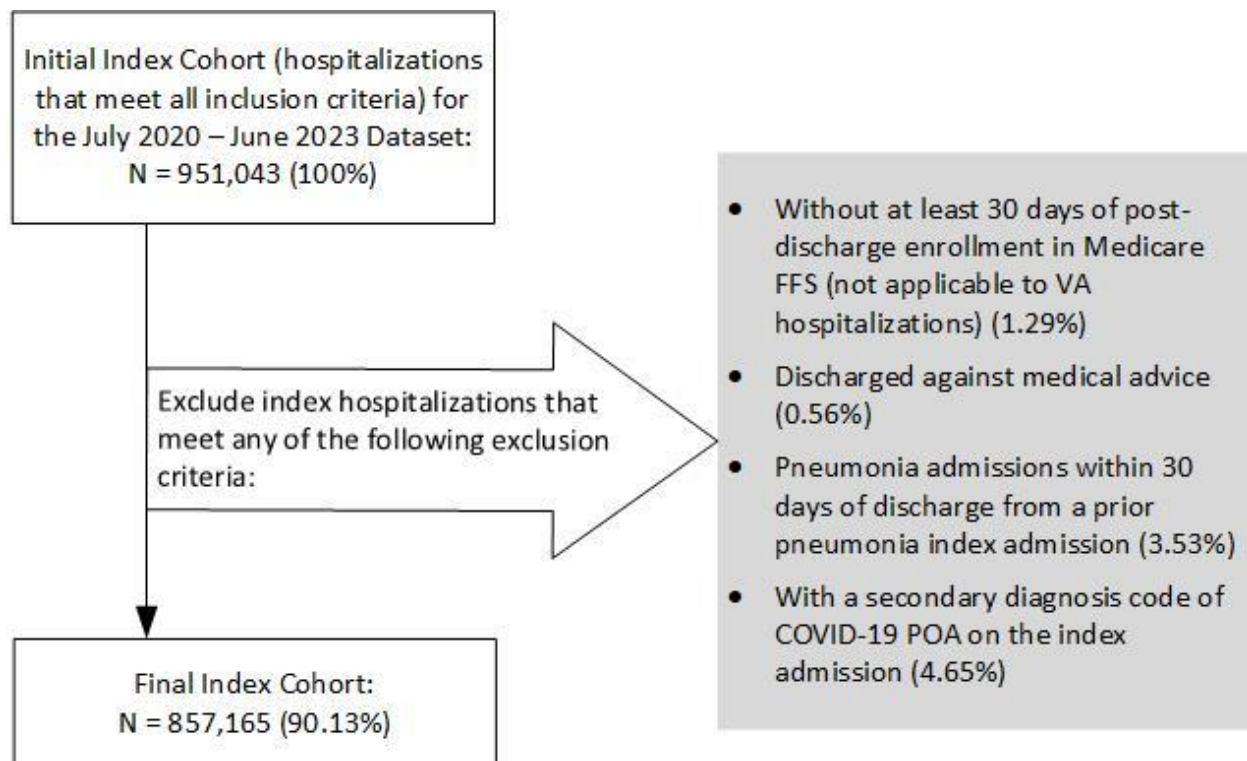 Initial Index Cohort (hospitalizations
that meet all inclusion criteria) for
the July 2020 – June 2023 Dataset:
N = 951,043 (100%)
Exclude index hospitalizations that
meet any of the following exclusion
criteria:
• Without at least 30 days of post-
discharge enrollment in Medicare
FFS (not applicable to VA
hospitalizations) (1.29%)
• Discharged against medical advice
(0.56%)
• Pneumonia admissions within 30
days of discharge from a prior
pneumonia index admission (3.53%)
• With a secondary diagnosis code of
COVID-19 POA on the index
admission (4.65%)
Final Index Cohort:
N = 857,165 (90.13%)